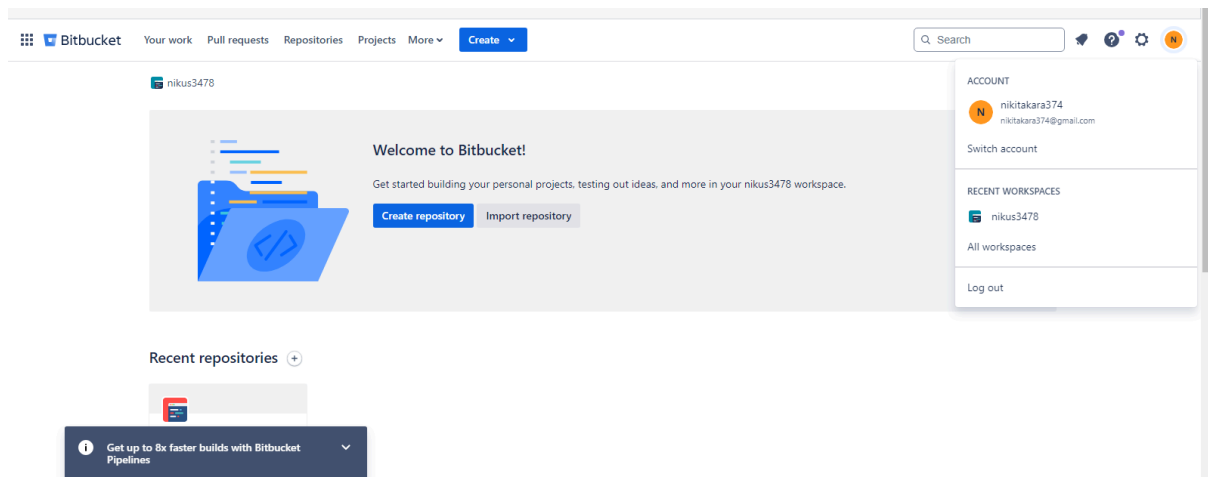 Bitbucket Your work Pull requests Repositories Projects More Create Search N
nikus3478
Welcome to Bitbucket!
Get started building your personal projects, testing out ideas, and more in your nikus3478 workspace.
Create repository Import repository
ACCOUNT
N nikitakara374
nikitakara374@gmail.com
Switch account
RECENT WORKSPACES
nikus3478
All workspaces
Log out
Recent repositories
Get up to 8x faster builds with Bitbucket
Pipelines